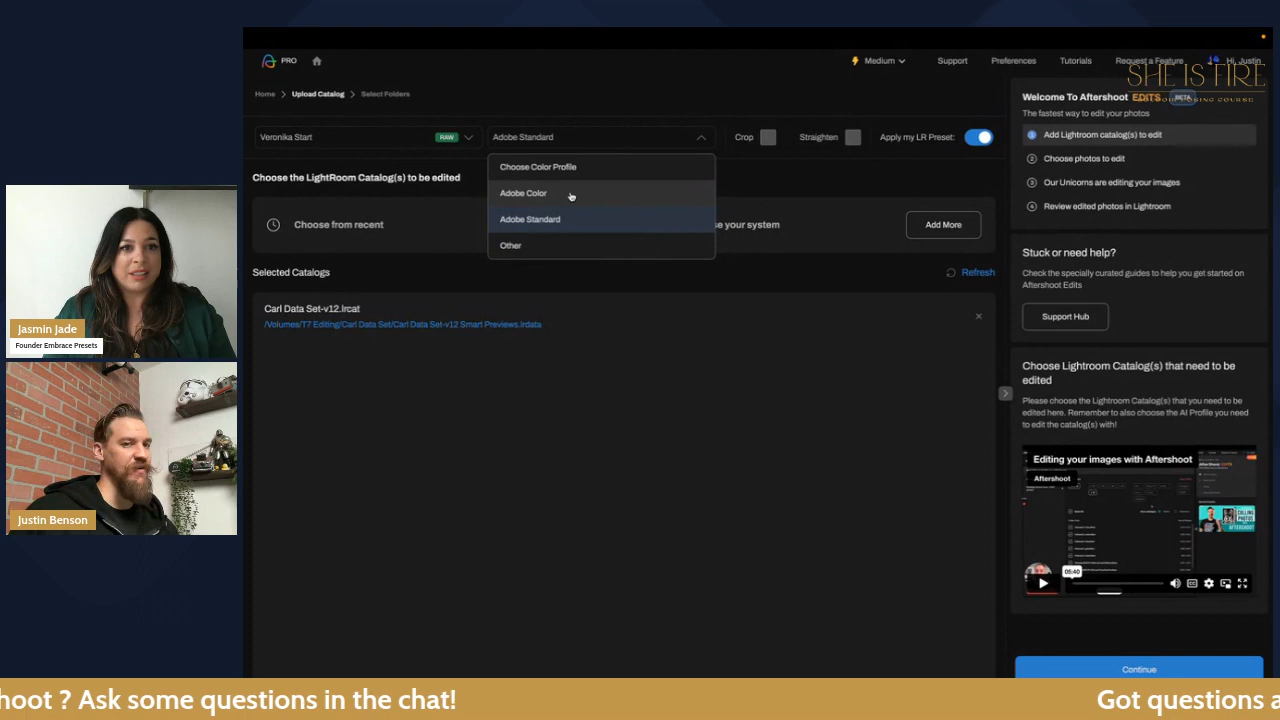 PRO
Medium
Support
Preferences
Tutorials
Request a Feature
Hi, Justin
SHE IS FIRE
Home > Upload Catalog > Select Folders
Veronika Start
RAW
Adobe Standard
Crop
Straighten
Apply my LR Preset:
Choose Color Profile
Adobe Color
Adobe Standard
Other
Choose the LightRoom Catalog(s) to be edited
Choose from recent
se your system
Add More
Selected Catalogs
Refresh
Carl Data Set-v12.lrcat
/Volumes/T7 Editing/Carl Data Set/Carl Data Set-v12 Smart Previews.lrdata
Welcome To Aftershoot EDITS BETA
The fastest way to edit your photos
1 Add Lightroom catalog(s) to edit
2 Choose photos to edit
3 Our Unicorns are editing your images
4 Review edited photos in Lightroom
Stuck or need help?
Check the specially curated guides to help you get started on
Aftershoot Edits
Support Hub
Choose Lightroom Catalog(s) that need to be
edited
Please choose the Lightroom Catalog(s) that you need to be
edited here. Remember to also choose the AI Profile you need
to edit the catalog(s) with!
Editing your images with Aftershoot
Aftershoot
05:40
Continue
Jasmin Jade
Founder Embrace Presets
Justin Benson
hoot ? Ask some questions in the chat!
Got questions a